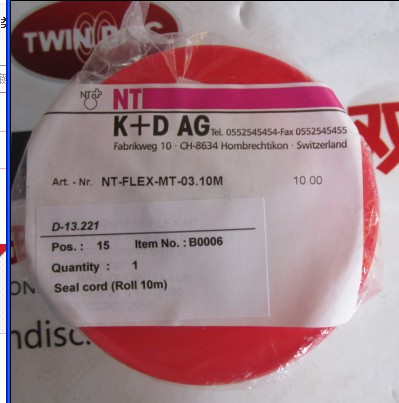 TWIN
NT
NT
K+D AG Tel. 0552545454-Fax 0552545455
Fabrikweg 10 · CH-8634 Hombrechtikon · Switzerland
Art.- Nr. NT-FLEX-MT-03.10M 10.00
D-13.221
Pos.: 15 Item No.: B0006
Quantity : 1
Seal cord (Roll 10m)
ndisc.